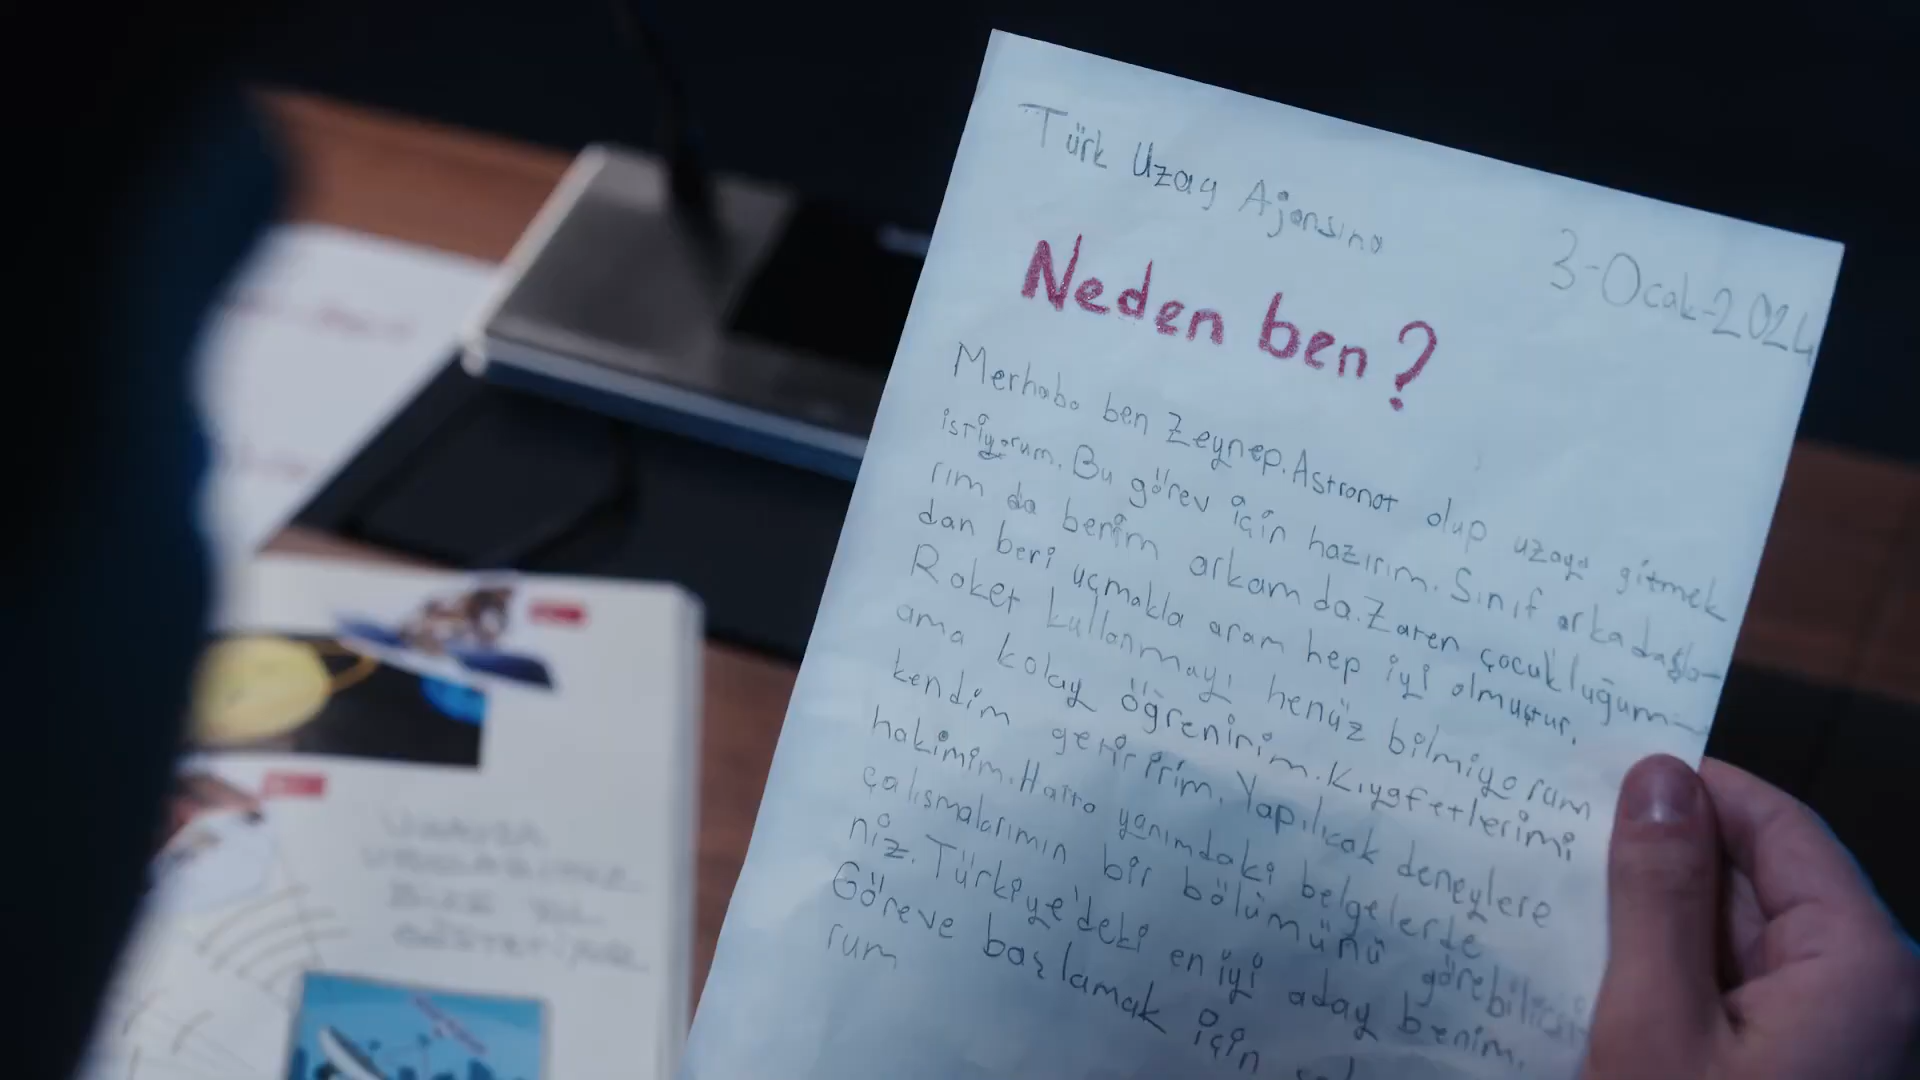 Türk Uzay Ajansına
3-Ocak-2024
Neden ben?
Merhaba ben Zeynep. Astronot olup uzaya gitmek
istiyorum. Bu görev için hazırım. Sınıf arkadaşla-
rım da benim arkamda. Zaten çocukluğum-
dan beri uçmakla aram hep iyi olmuştur.
Roket kullanmayı henüz bilmiyorum
ama kolay öğrenirim. Kıyafetlerimi
kendim getiririm. Yapılıcak deneylere
hakimim. Hatta yanımdaki belgelerde
çalışmalarımın bir bölümünü görebilirsi
niz. Türkiye'deki en iyi aday benim.
Göreve başlamak için
rum